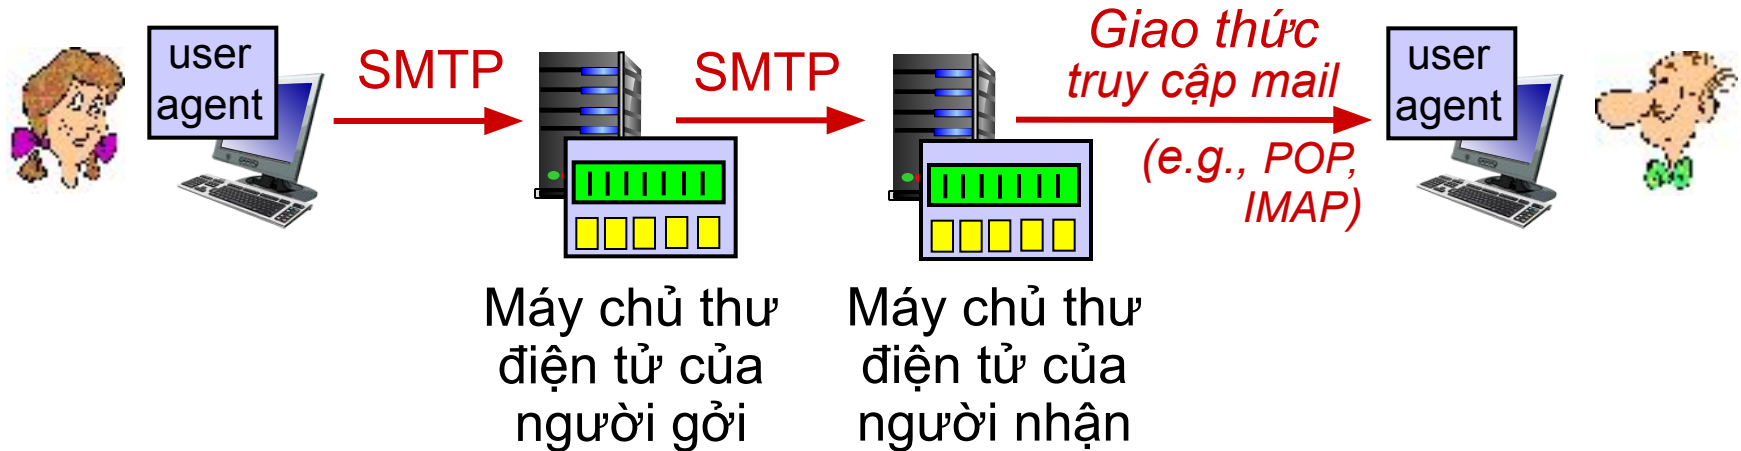 user
agent
SMTP
SMTP
Giao thức
truy cập mail
(e.g., POP,
IMAP)
user
agent
Máy chủ thư
điện tử của
người gởi
Máy chủ thư
điện tử của
người nhận